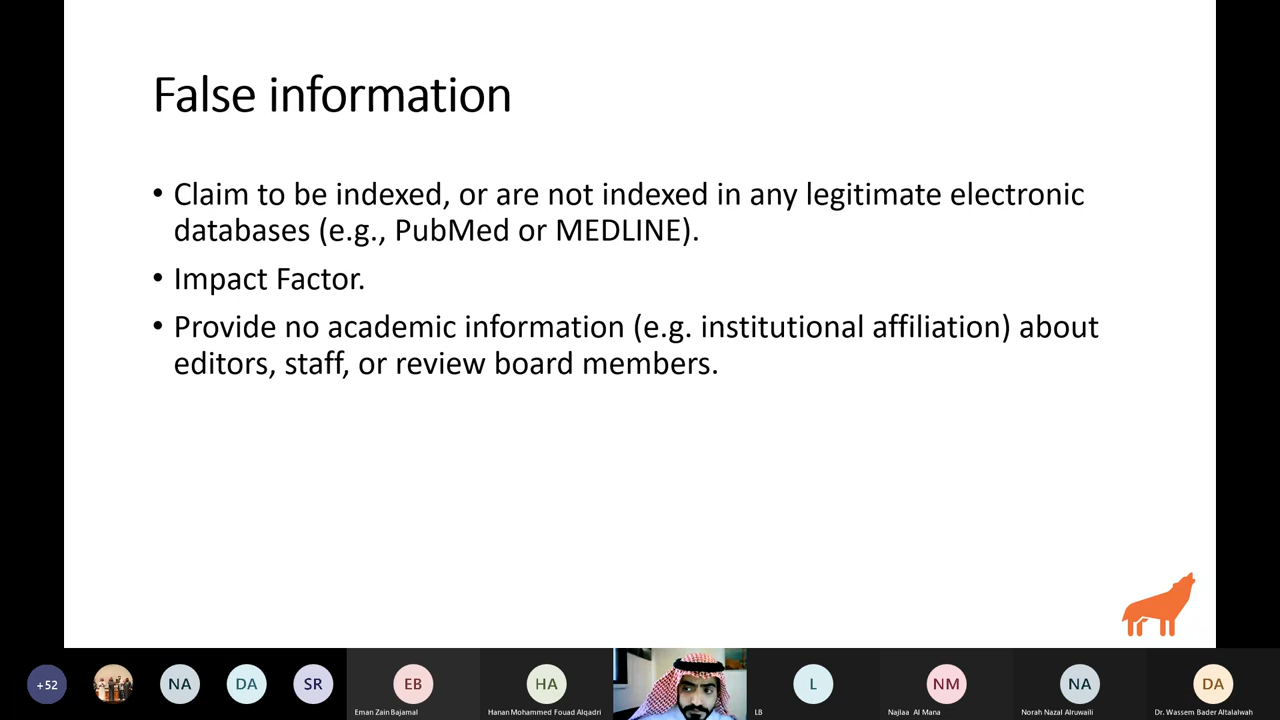 False information
• Claim to be indexed, or are not indexed in any legitimate electronic
databases (e.g., PubMed or MEDLINE).
• Impact Factor.
• Provide no academic information (e.g. institutional affiliation) about
editors, staff, or review board members.
+52
NA
DA
SR
EB
HA
L
NM
NA
DA
Eman Zain Bajamal
Hanan Mohammed Fouad Alqadri
LB
Najlaa Al Mana
Norah Nazal Alruwaili
Dr. Wassem Bader Altalalwah